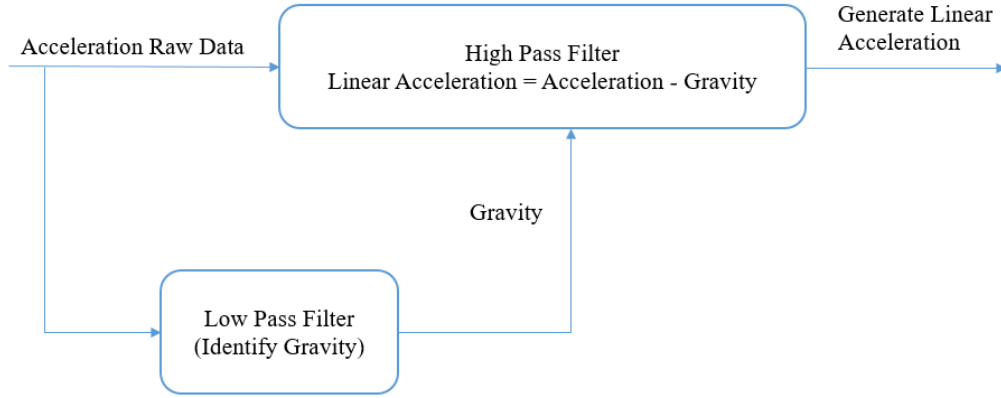 Generate Linear
Acceleration
Acceleration Raw Data
High Pass Filter
Linear Acceleration = Acceleration - Gravity
Gravity
Low Pass Filter
(Identify Gravity)